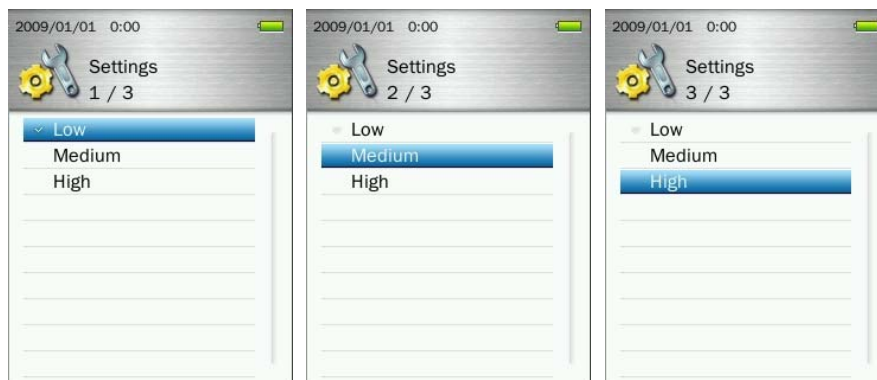 2009/01/01 0:00
Settings
1 / 3
Low
Medium
High
2009/01/01 0:00
Settings
2 / 3
Low
Medium
High
2009/01/01 0:00
Settings
3 / 3
Low
Medium
High